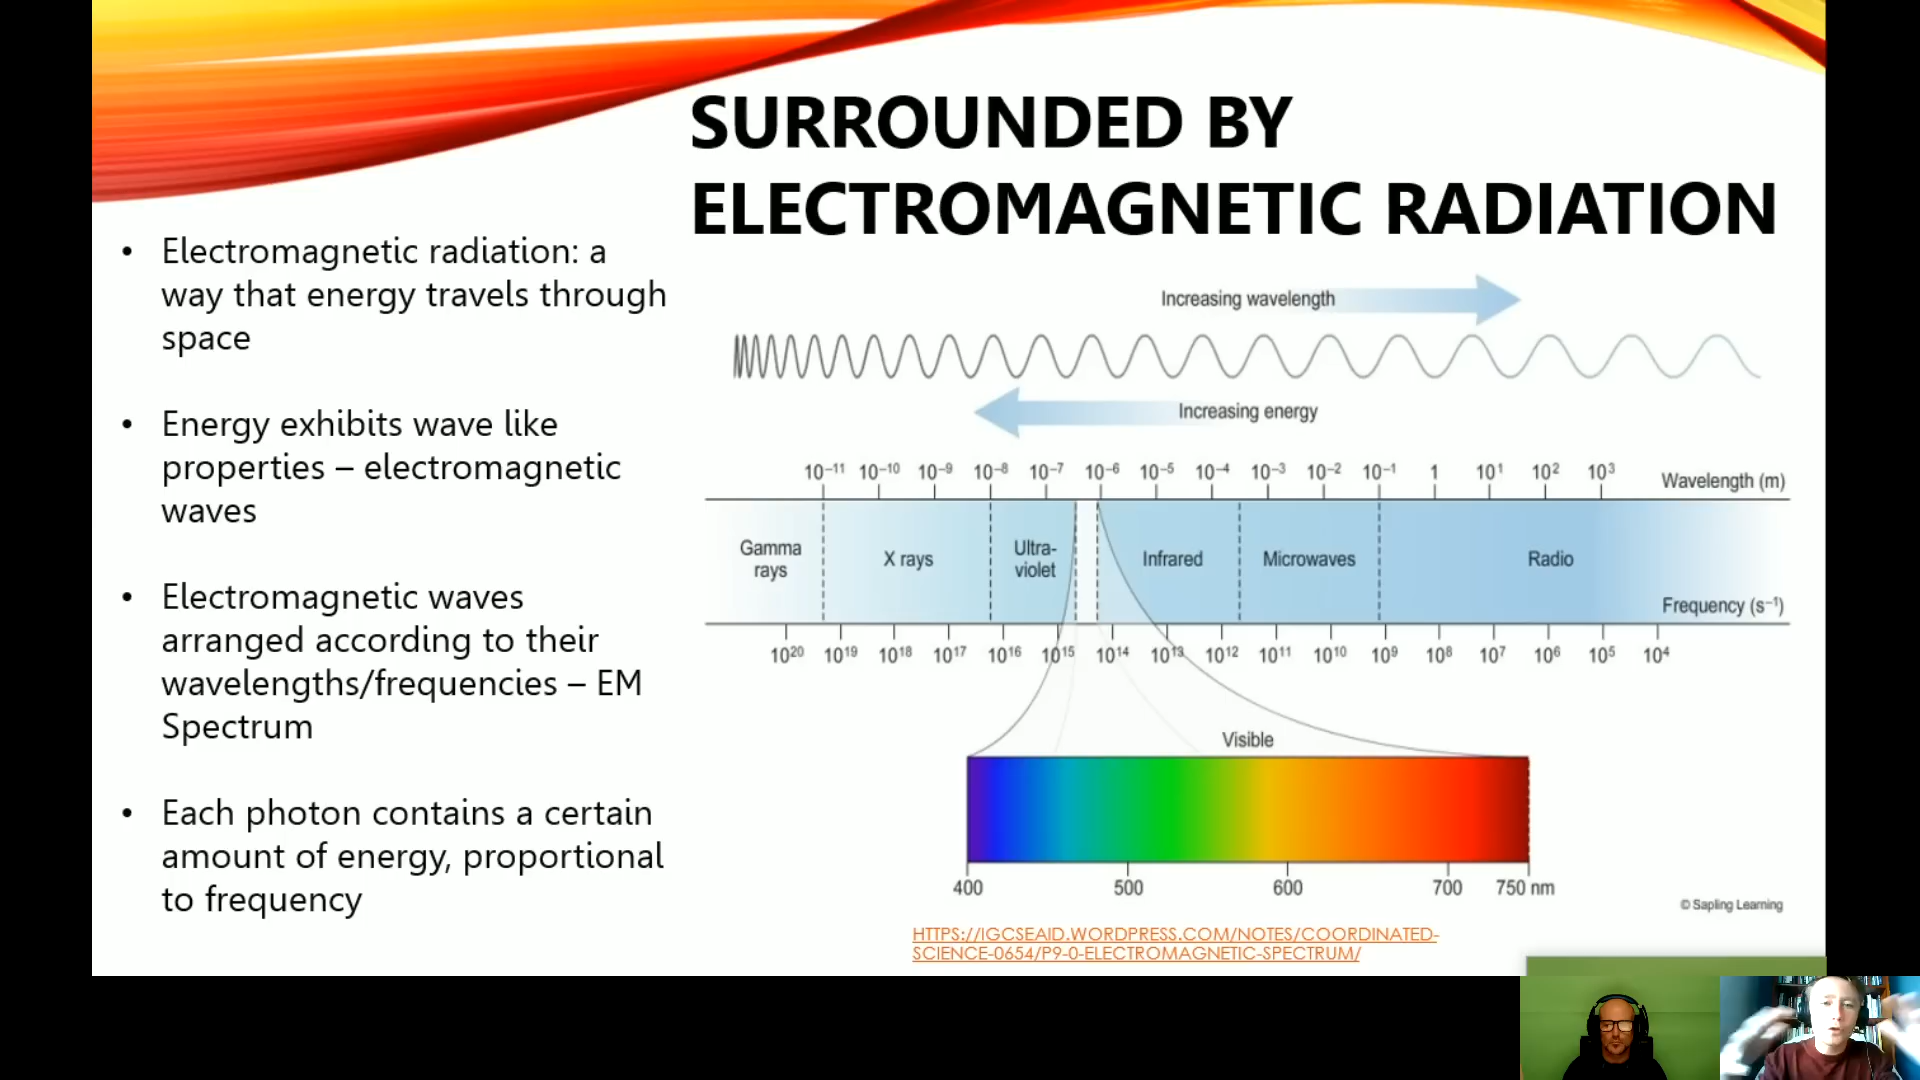 SURROUNDED BY
ELECTROMAGNETIC RADIATION
• Electromagnetic radiation: a
way that energy travels through
space
• Energy exhibits wave like
properties – electromagnetic
waves
• Electromagnetic waves
arranged according to their
wavelengths/frequencies – EM
Spectrum
• Each photon contains a certain
amount of energy, proportional
to frequency
Increasing wavelength
Increasing energy
10⁻¹¹ 10⁻¹⁰ 10⁻⁹ 10⁻⁸ 10⁻⁷ 10⁻⁶ 10⁻⁵ 10⁻⁴ 10⁻³ 10⁻² 10⁻¹ 1 10¹ 10² 10³ Wavelength (m)
Gamma
rays
X rays
Ultra-
violet
Infrared
Microwaves
Radio
Frequency (s⁻¹)
10²⁰ 10¹⁹ 10¹⁸ 10¹⁷ 10¹⁶ 10¹⁵ 10¹⁴ 10¹³ 10¹² 10¹¹ 10¹⁰ 10⁹ 10⁸ 10⁷ 10⁶ 10⁵ 10⁴
Visible
400 500 600 700 750 nm
© Sapling Learning
HTTPS://IGCSEAID.WORDPRESS.COM/NOTES/COORDINATED-
SCIENCE-0654/P9-0-ELECTROMAGNETIC-SPECTRUM/